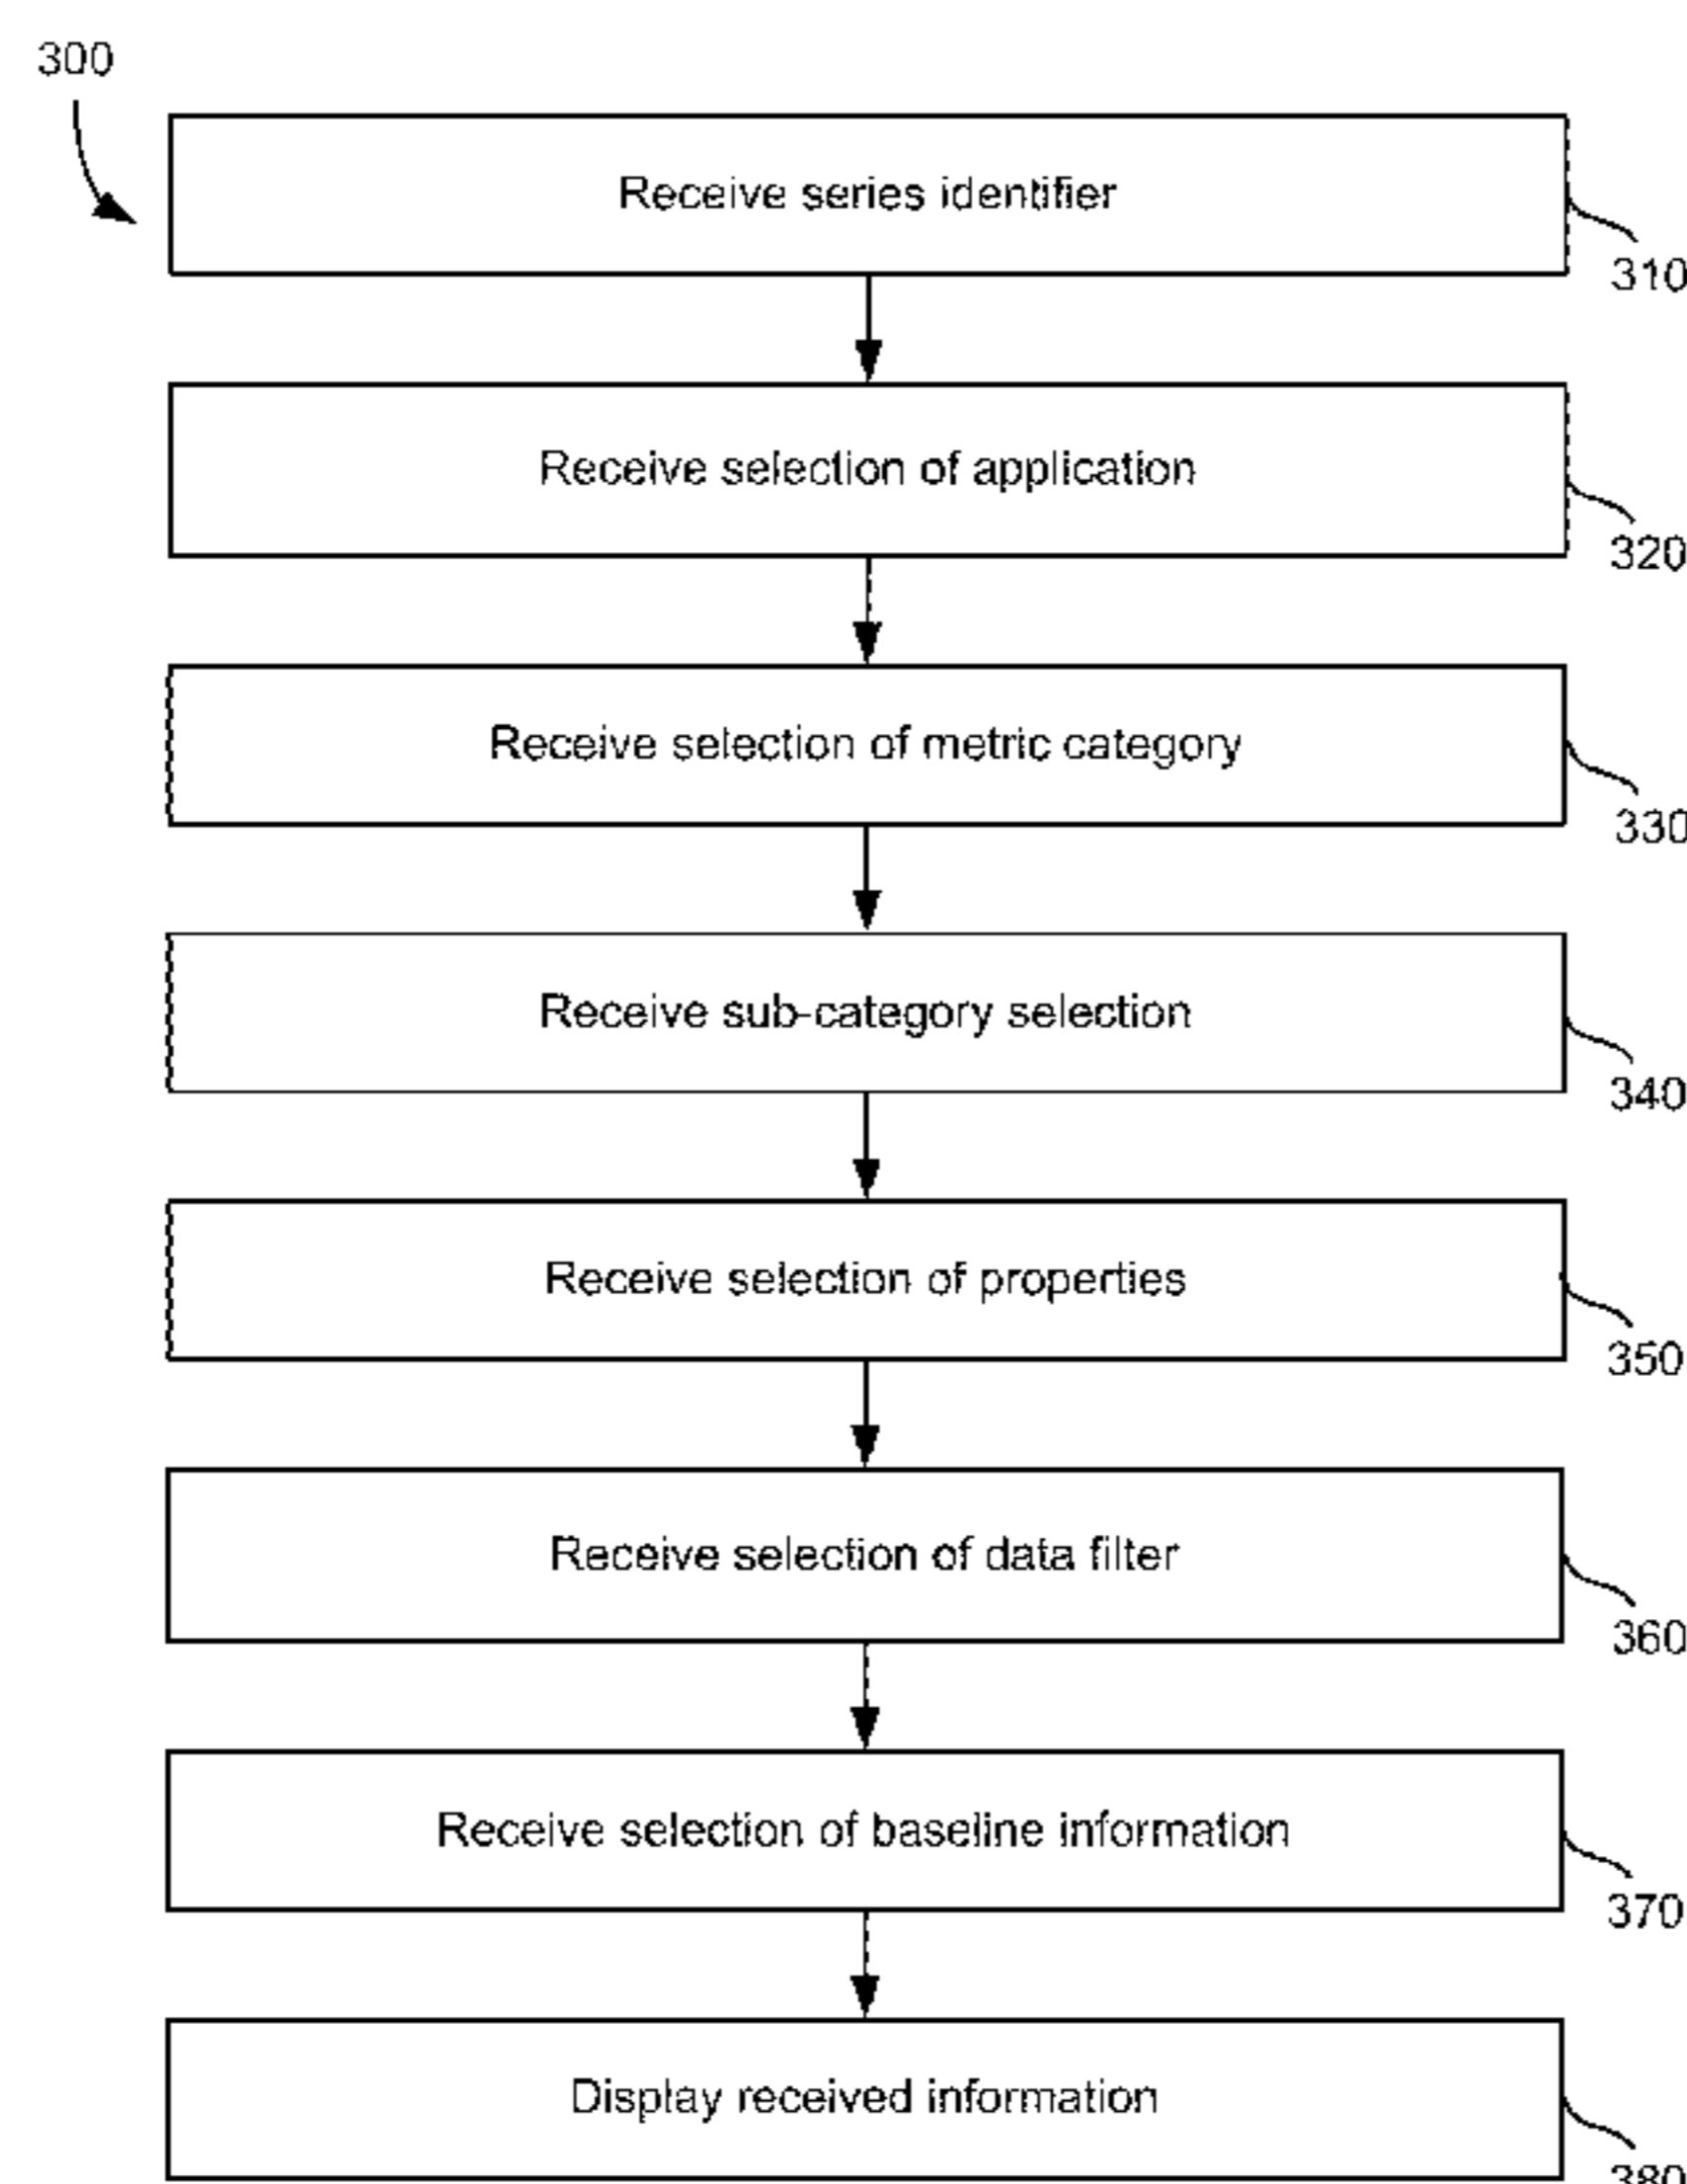 300
Receive series identifier
310
Receive selection of application
320
Receive selection of metric category
330
Receive sub-category selection
340
Receive selection of properties
350
Receive selection of data filter
360
Receive selection of baseline information
370
Display received information
380